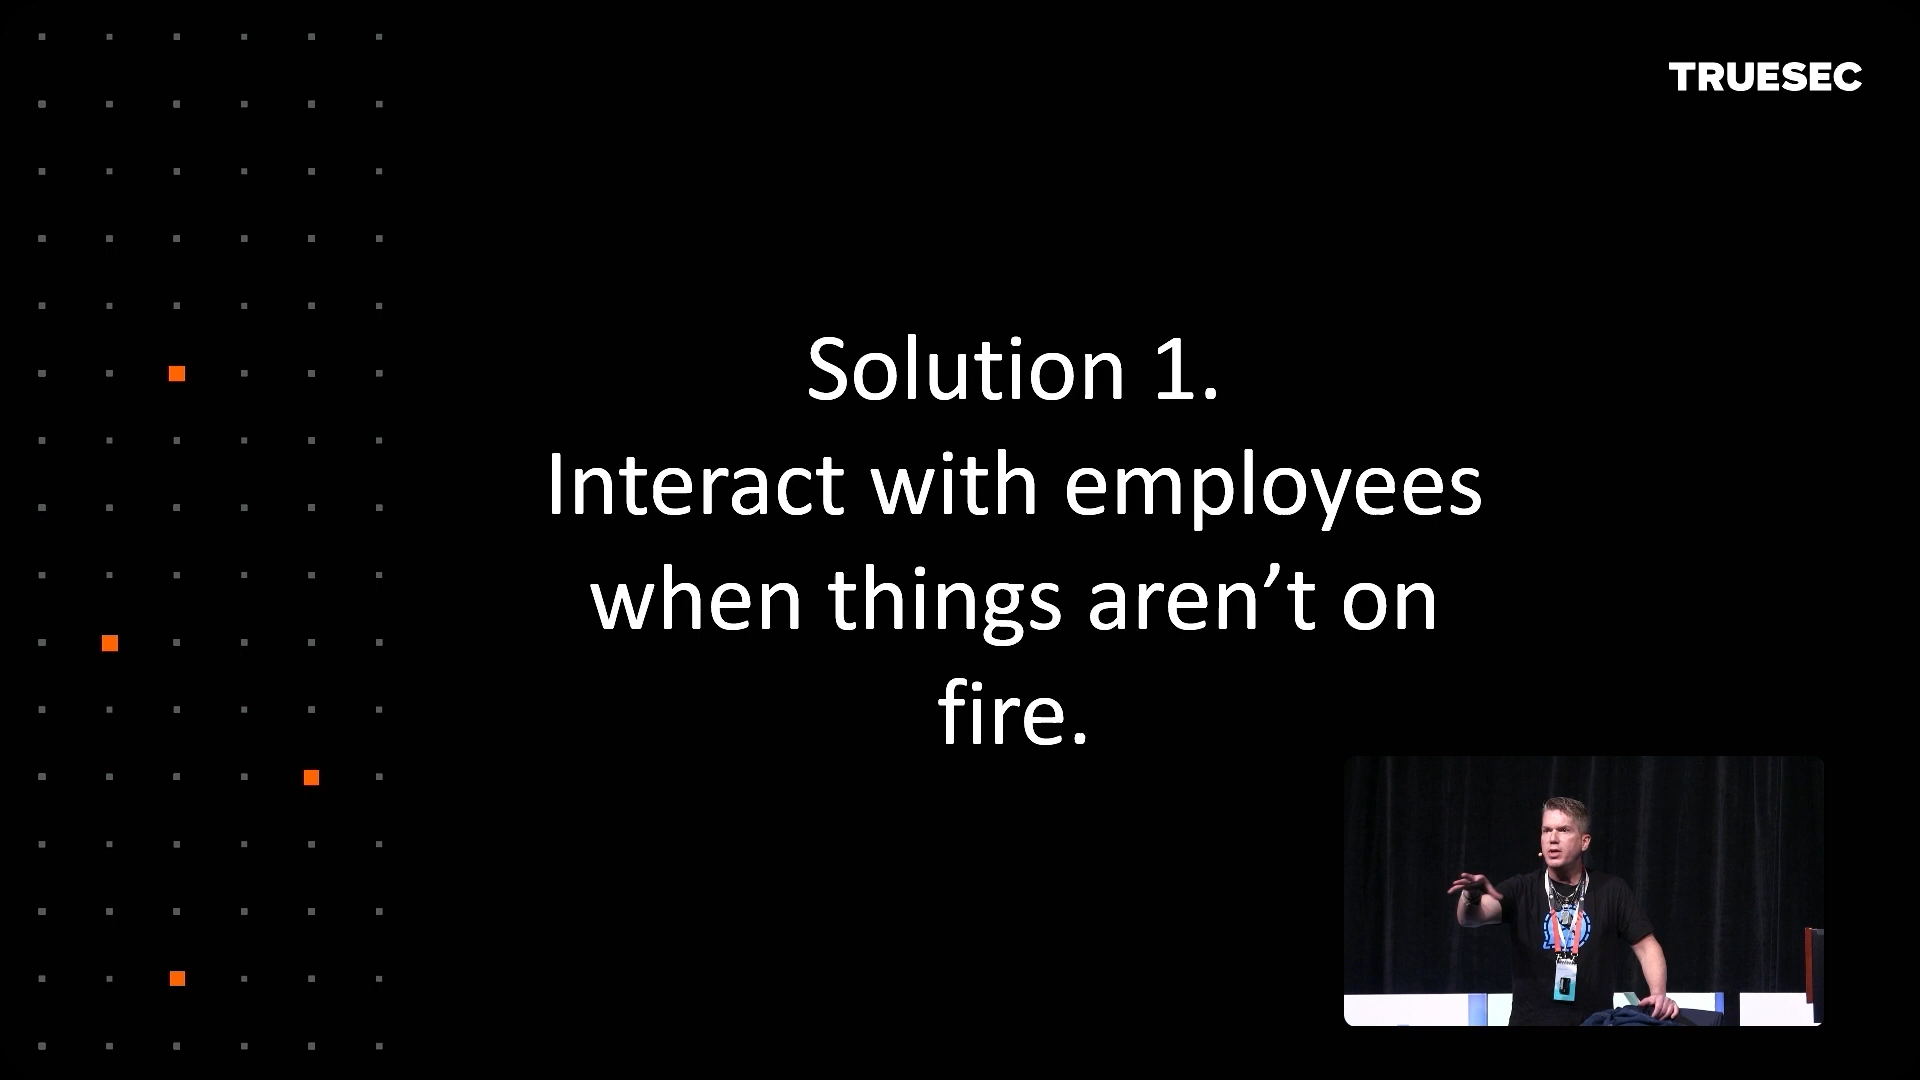 TRUESEC
Solution 1.
Interact with employees
when things aren’t on
fire.